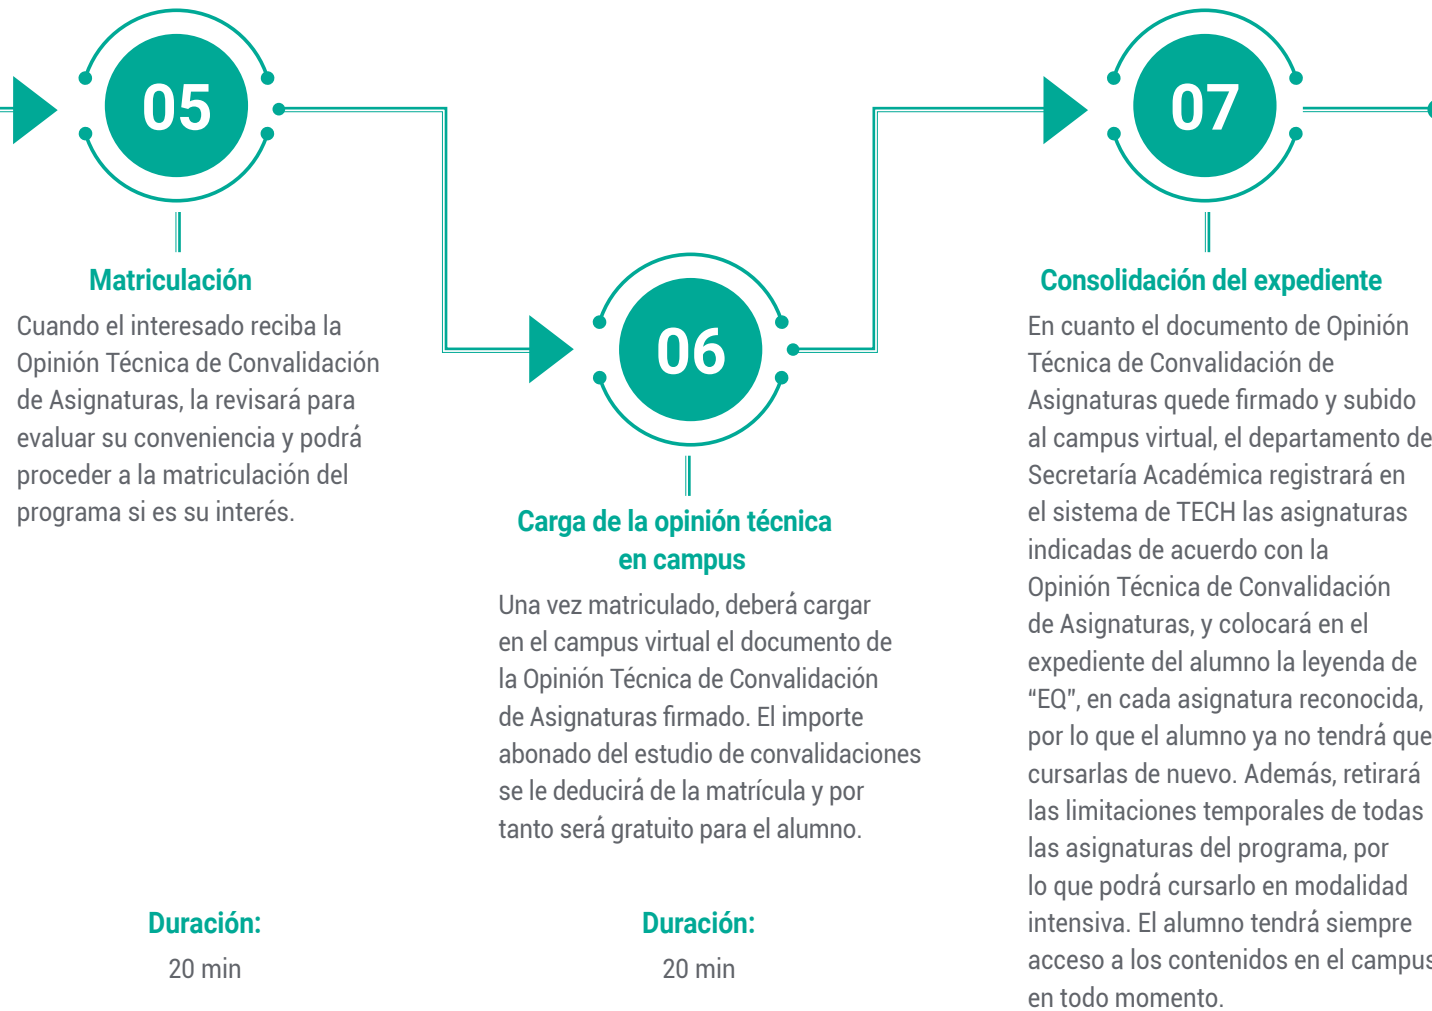 05
Matriculación
Cuando el interesado reciba la
Opinión Técnica de Convalidación
de Asignaturas, la revisará para
evaluar su conveniencia y podrá
proceder a la matriculación del
programa si es su interés.
Duración:
20 min
06
Carga de la opinión técnica
en campus
Una vez matriculado, deberá cargar
en el campus virtual el documento de
la Opinión Técnica de Convalidación
de Asignaturas firmado. El importe
abonado del estudio de convalidaciones
se le deducirá de la matrícula y por
tanto será gratuito para el alumno.
Duración:
20 min
07
Consolidación del expediente
En cuanto el documento de Opinión
Técnica de Convalidación de
Asignaturas quede firmado y subido
al campus virtual, el departamento de
Secretaría Académica registrará en
el sistema de TECH las asignaturas
indicadas de acuerdo con la
Opinión Técnica de Convalidación
de Asignaturas, y colocará en el
expediente del alumno la leyenda de
“EQ”, en cada asignatura reconocida,
por lo que el alumno ya no tendrá que
cursarlas de nuevo. Además, retirará
las limitaciones temporales de todas
las asignaturas del programa, por
lo que podrá cursarlo en modalidad
intensiva. El alumno tendrá siempre
acceso a los contenidos en el campus
en todo momento.